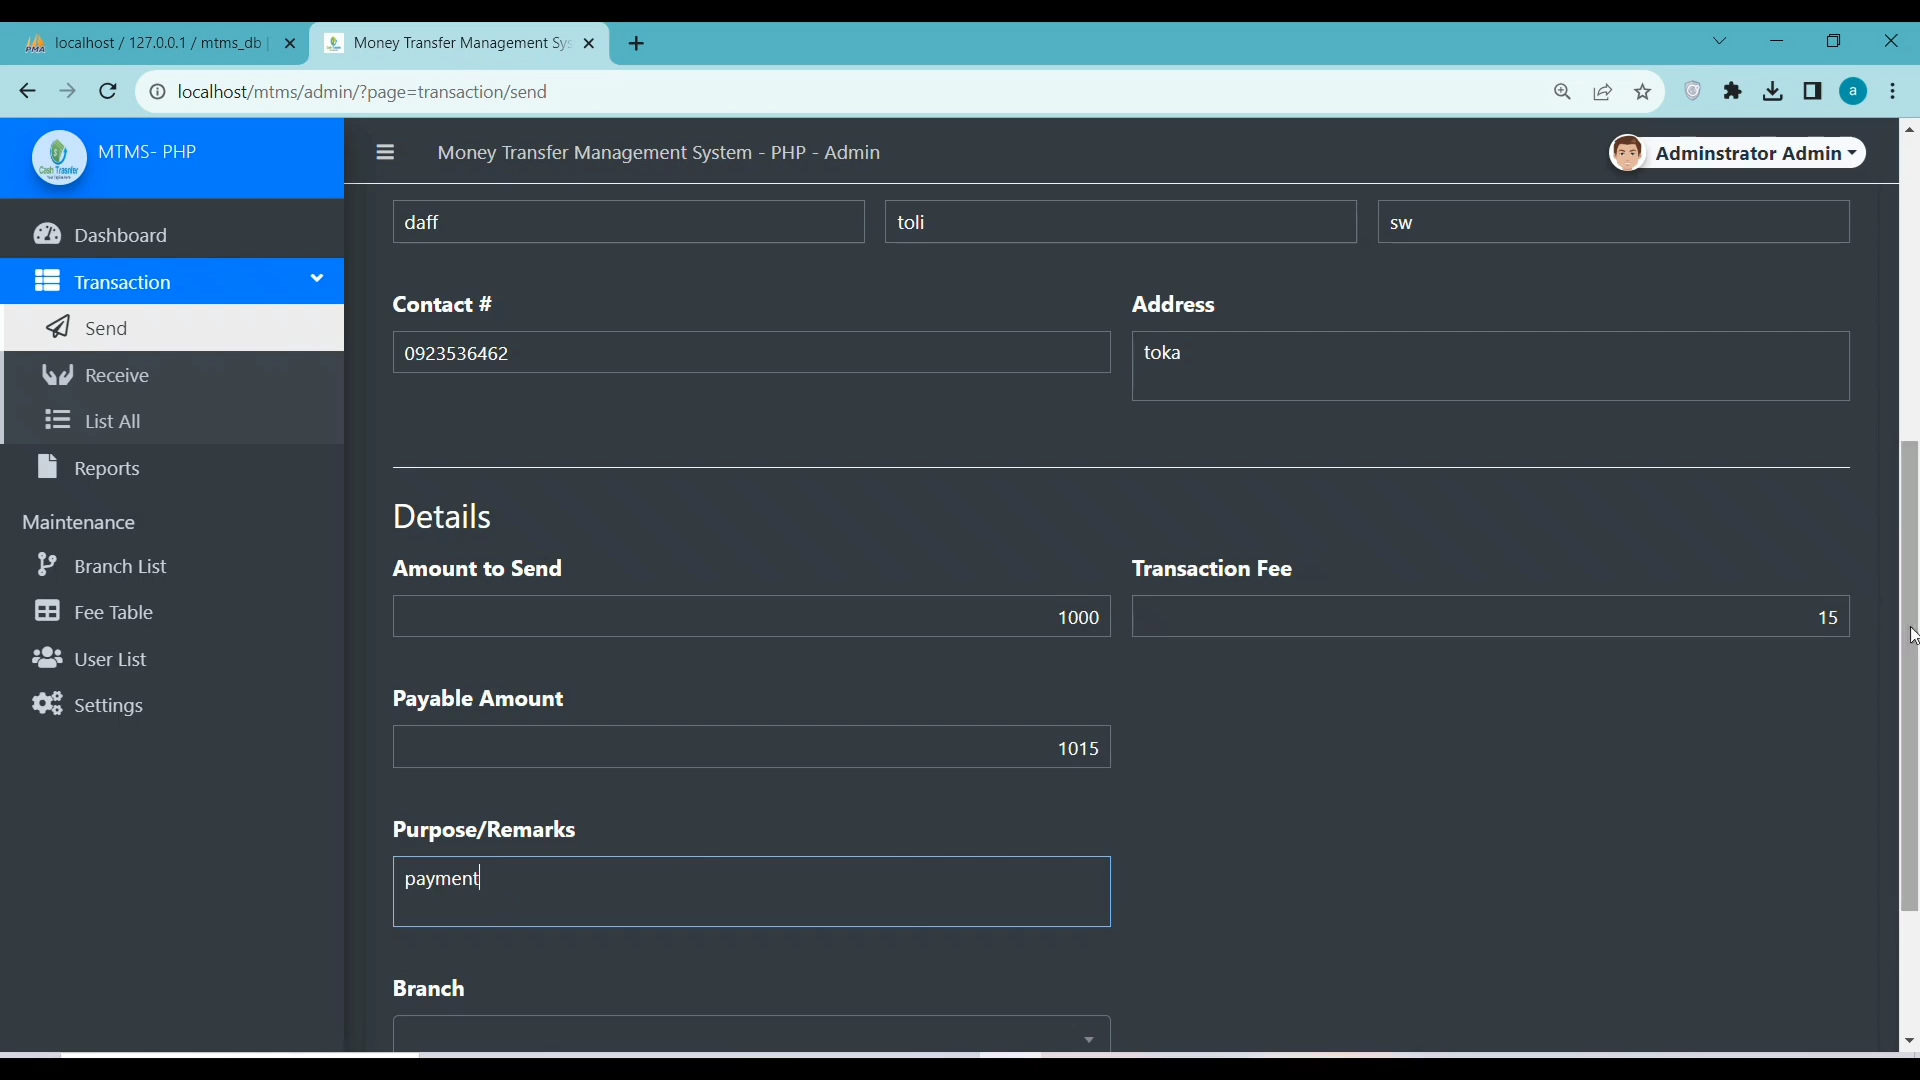 localhost / 127.0.0.1 / mtms_db
Money Transfer Management Sys
localhost/mtms/admin/?page=transaction/send
a
MTMS- PHP
Money Transfer Management System - PHP - Admin
Adminstrator Admin
Dashboard
Transaction
Send
Receive
List All
Reports
Maintenance
Branch List
Fee Table
User List
Settings
daff
toli
sw
Contact #
Address
0923536462
toka
Details
Amount to Send
Transaction Fee
1000
15
Payable Amount
1015
Purpose/Remarks
payment
Branch